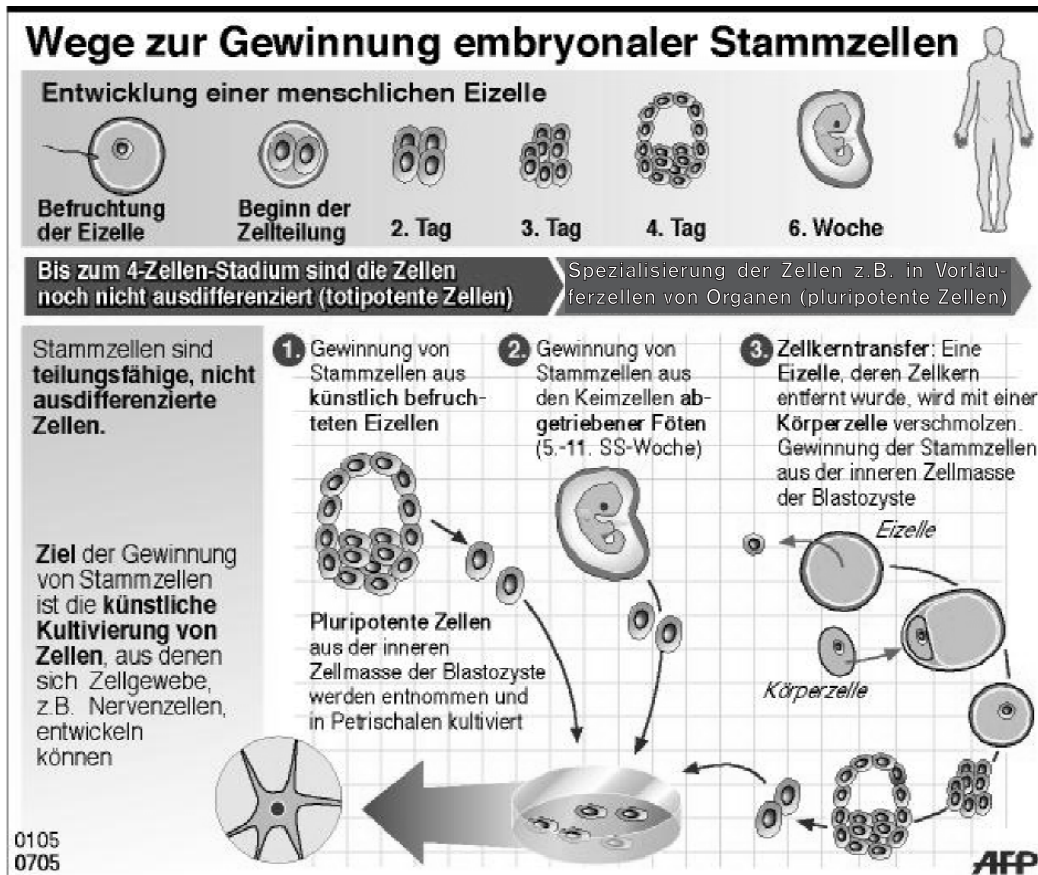 Wege zur Gewinnung embryonaler Stammzellen
Entwicklung einer menschlichen Eizelle
Befruchtung
der Eizelle
Beginn der
Zellteilung
2. Tag
3. Tag
4. Tag
6. Woche
Bis zum 4-Zellen-Stadium sind die Zellen
noch nicht ausdifferenziert (totipotente Zellen)
Spezialisierung der Zellen z.B. in Vorläu-
ferzellen von Organen (pluripotente Zellen)
Stammzellen sind
teilungsfähige, nicht
ausdifferenzierte
Zellen.
Ziel der Gewinnung
von Stammzellen
ist die künstliche
Kultivierung von
Zellen, aus denen
sich Zellgewebe,
z.B. Nervenzellen,
entwickeln
können
1. Gewinnung von
Stammzellen aus
künstlich befruch-
teten Eizellen
Pluripotente Zellen
aus der inneren
Zellmasse der Blastozyste
werden entnommen und
in Petrischalen kultiviert
2. Gewinnung von
Stammzellen aus
den Keimzellen ab-
getriebener Föten
(5.-11. SS-Woche)
3. Zellkerntransfer: Eine
Eizelle, deren Zellkern
entfernt wurde, wird mit einer
Körperzelle verschmolzen.
Gewinnung der Stammzellen
aus der inneren Zellmasse
der Blastozyste
Eizelle
Körperzelle
0105
0705
AFP